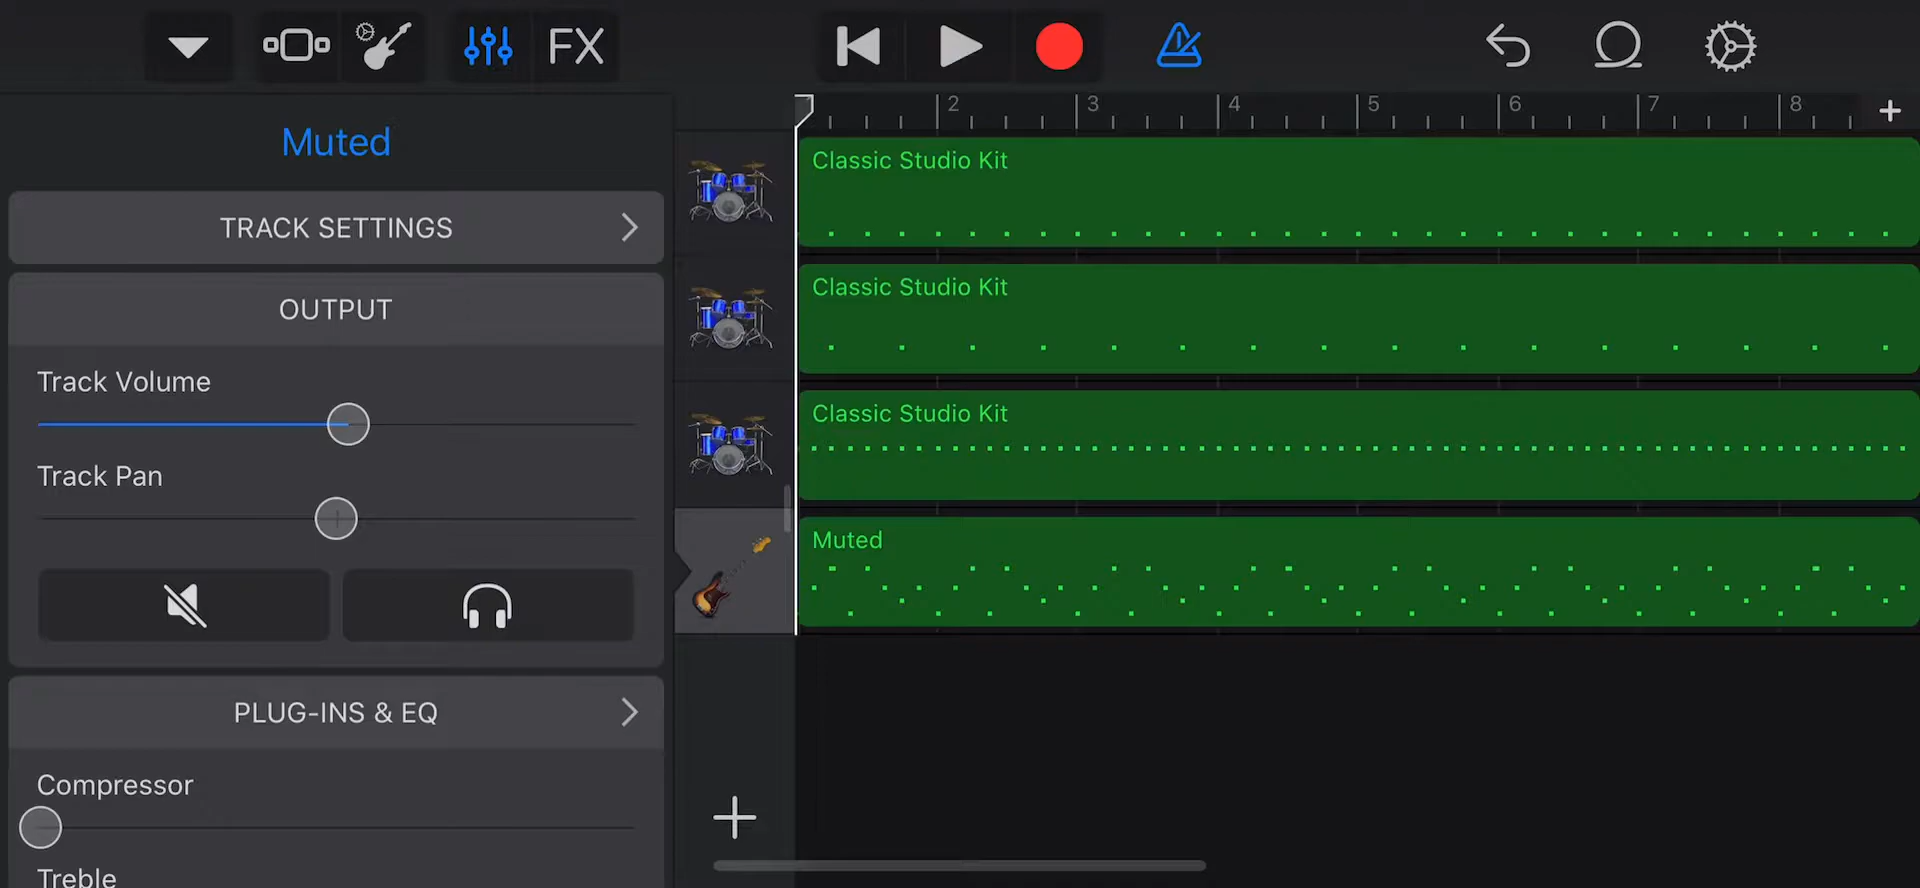 FX
2 3 4 5 6 7 8
Muted
TRACK SETTINGS
OUTPUT
Track Volume
Track Pan
PLUG-INS & EQ
Compressor
Treble
Classic Studio Kit
Classic Studio Kit
Classic Studio Kit
Muted